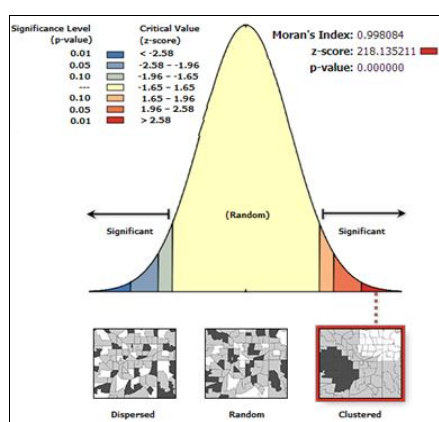 Significance Level
(p-value)
Critical Value
(z-score)
0.01 < -2.58
0.05 -2.58 – -1.96
0.10 -1.96 – -1.65
--- -1.65 – 1.65
0.10 1.65 – 1.96
0.05 1.96 – 2.58
0.01 > 2.58
Moran's Index: 0.998084
z-score: 218.135211
p-value: 0.000000
(Random)
Significant Significant
Dispersed Random Clustered